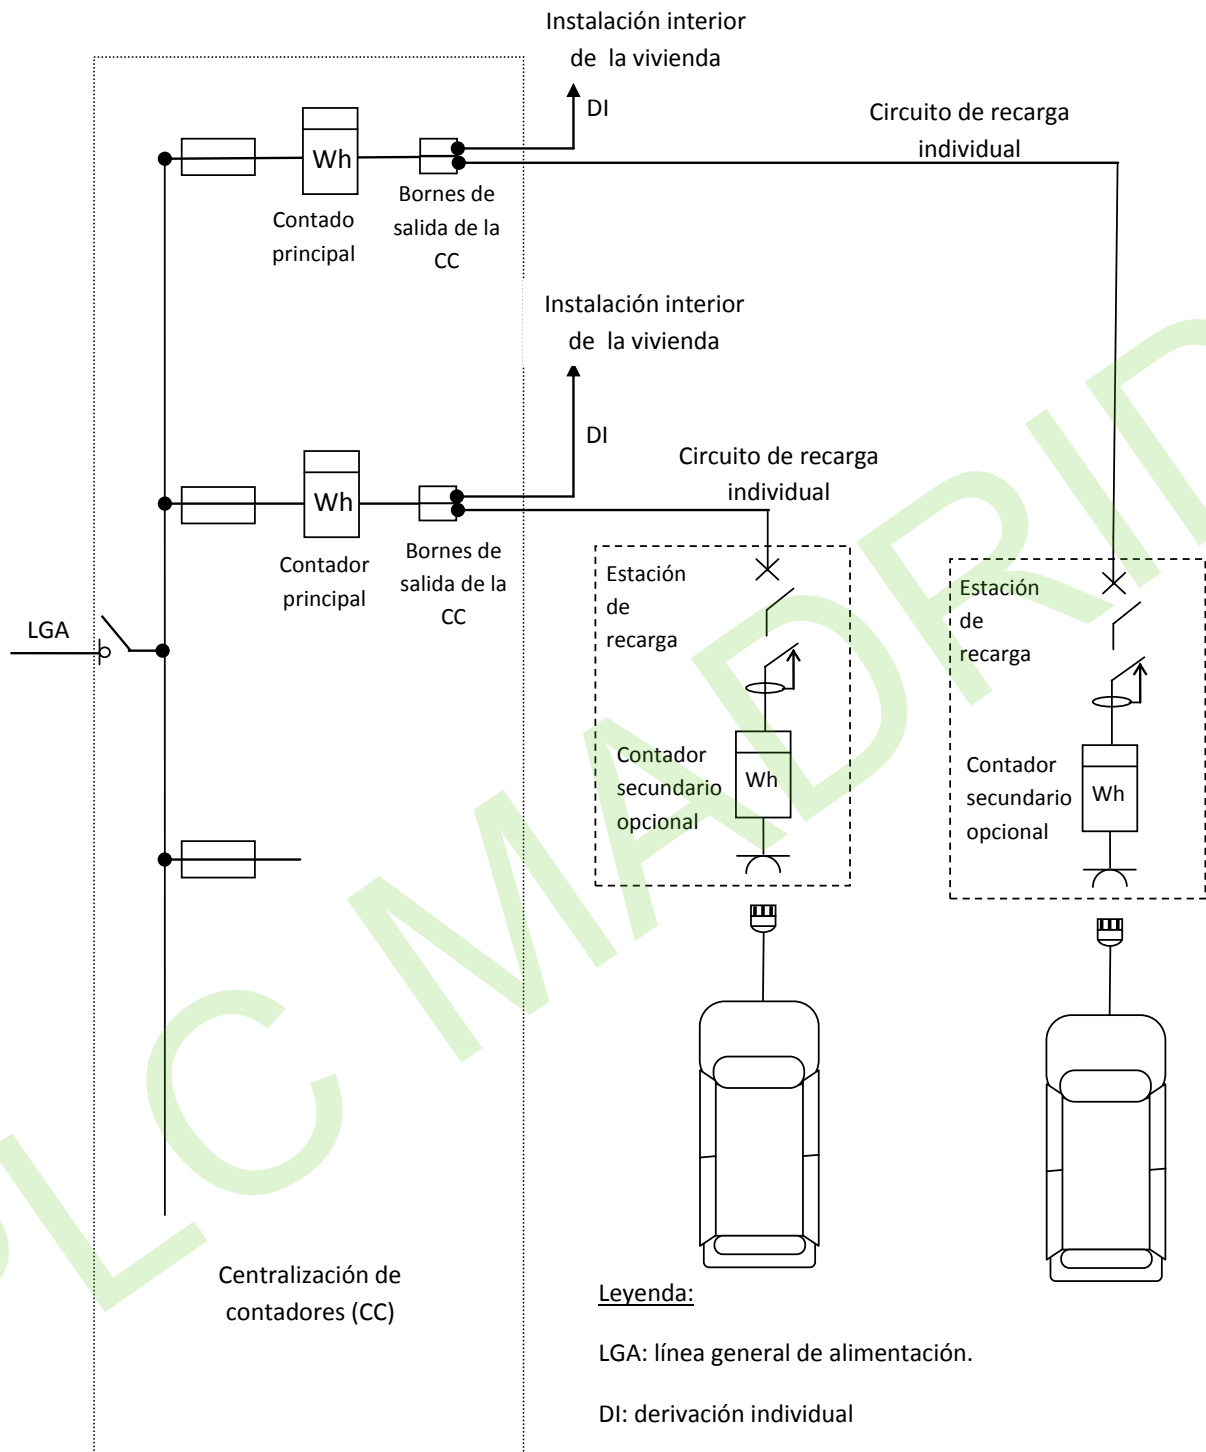 Instalación interior
de la vivienda
DI
Circuito de recarga
individual
Wh
Contado
principal
Bornes de
salida de la
CC
Instalación interior
de la vivienda
DI
Circuito de recarga
individual
Wh
Contador
principal
Bornes de
salida de la
CC
LGA
Estación
de
recarga
Contador
secundario
opcional
Wh
Estación
de
recarga
Contador
secundario
opcional
Wh
Centralización de
contadores (CC)
Leyenda:
LGA: línea general de alimentación.
DI: derivación individual
PLC MADRID